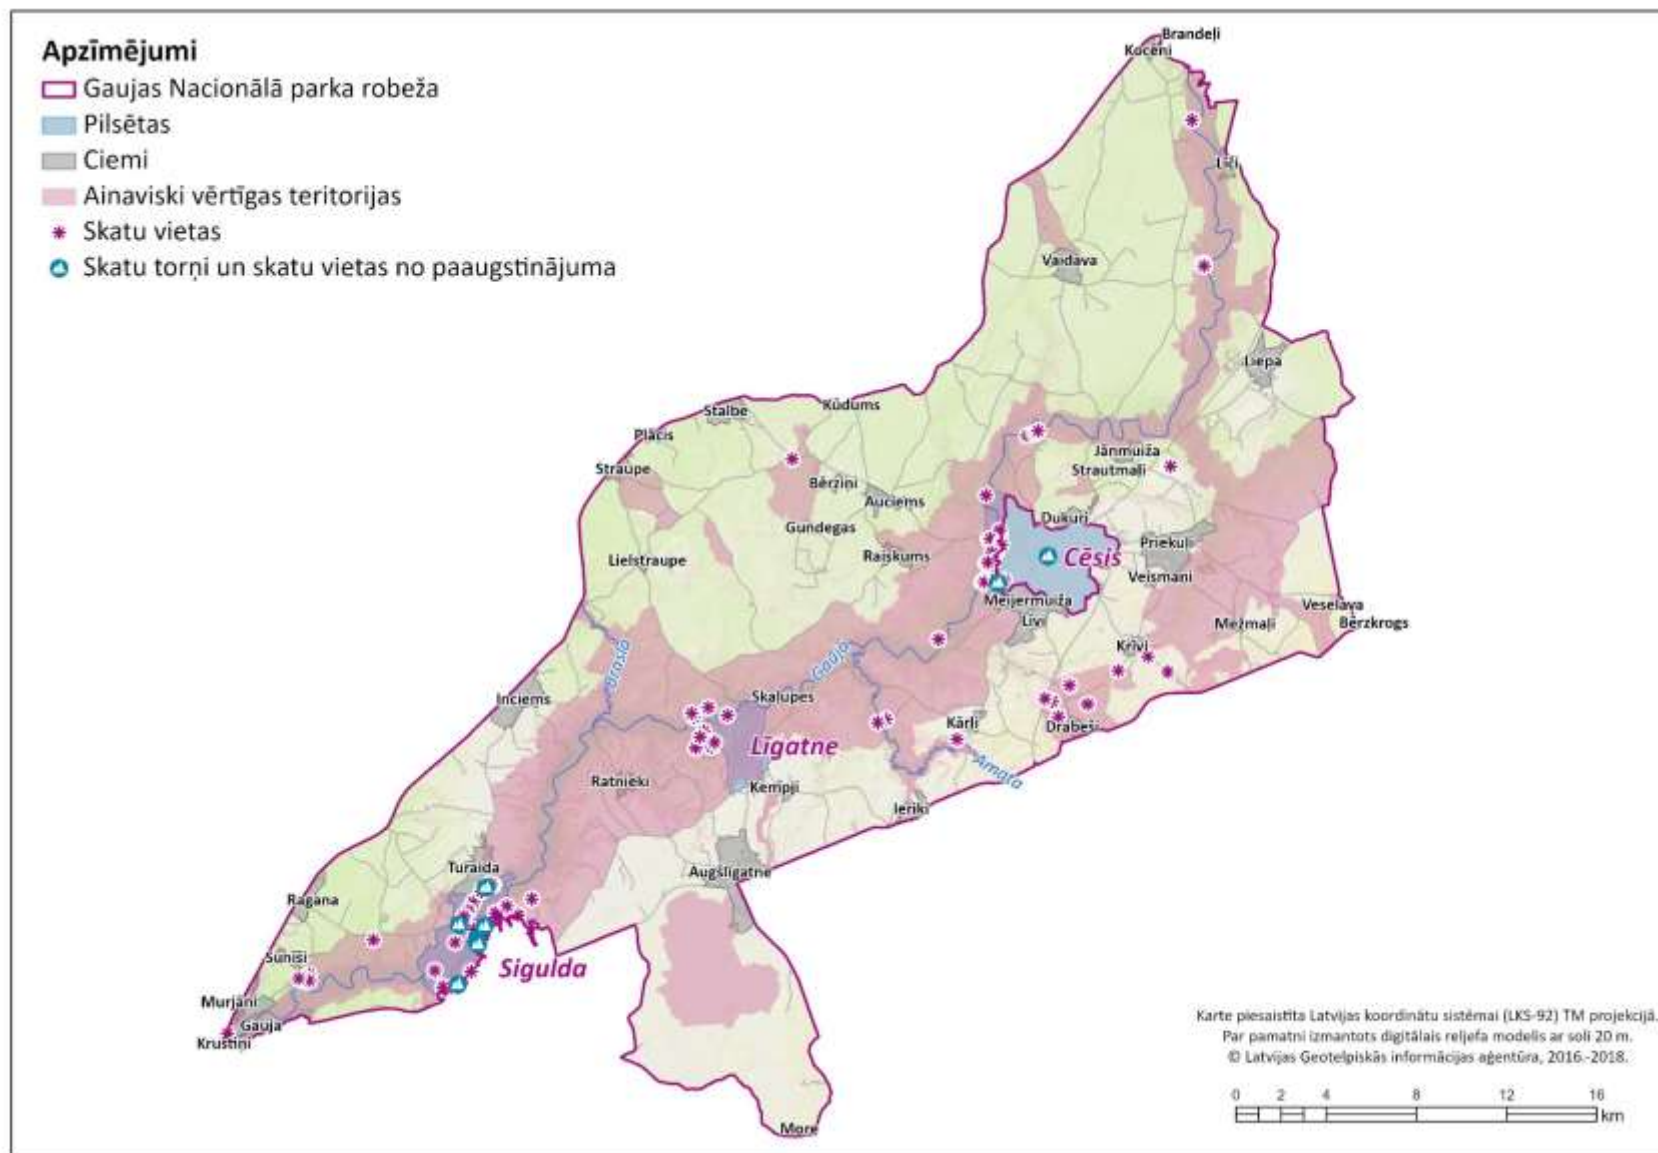 Apzīmējumi
Gaujas Nacionālā parka robeža
Pilsētas
Ciemi
Ainaviski vērtīgas teritorijas
Skatu vietas
Skatu torņi un skatu vietas no paaugstinājuma
Brandeļi
Kocēni
Līči
Vaidava
Liepa
Stalbe
Kūdums
Plācis
Straupe
Jāņmuiža
Strautmaļi
Bērziņi
Auciems
Gundegas
Dukuri
Priekuļi
Cēsis
Raiskums
Lielstraupe
Veismaņi
Meijermuiža
Līvi
Veselava
Bērzkrogs
Mežmaļi
Krīvi
Brasla
Gauja
Inciems
Skaļupes
Kārļi
Drabeši
Līgatne
Amata
Ratnieki
Ķempji
Ieriķi
Turaida
Augšlīgatne
Ragana
Sunīši
Sigulda
Murjāņi
Gauja
Krustiņi
More
Karte piesaistīta Latvijas koordinātu sistēmai (LKS-92) TM projekcijā.
Par pamatni izmantots digitālais reljefa modelis ar soli 20 m.
© Latvijas Ģeotelpiskās informācijas aģentūra, 2016.-2018.
0 2 4 8 12 16
km